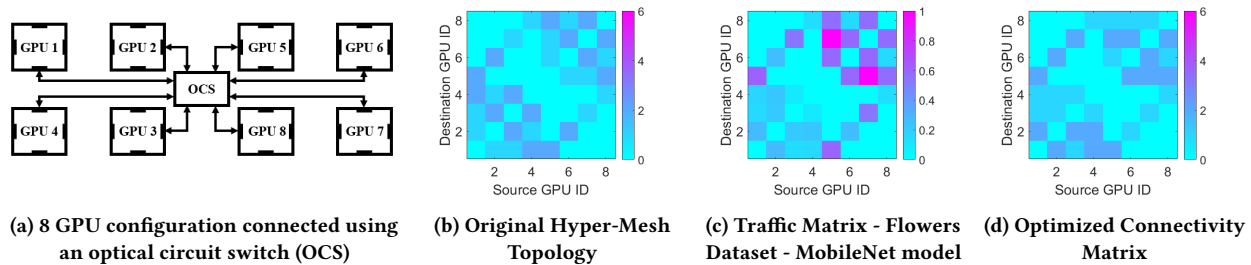 GPU 1
GPU 2
GPU 5
GPU 6
OCS
GPU 4
GPU 3
GPU 8
GPU 7
(a) 8 GPU configuration connected using
an optical circuit switch (OCS)
Destination GPU ID
8
6
4
2
2 4 6 8
Source GPU ID
6
4
2
0
(b) Original Hyper-Mesh
Topology
Destination GPU ID
8
6
4
2
2 4 6 8
Source GPU ID
1
0.8
0.6
0.4
0.2
0
(c) Traffic Matrix - Flowers
Dataset - MobileNet model
Destination GPU ID
8
6
4
2
2 4 6 8
Source GPU ID
6
4
2
0
(d) Optimized Connectivity
Matrix